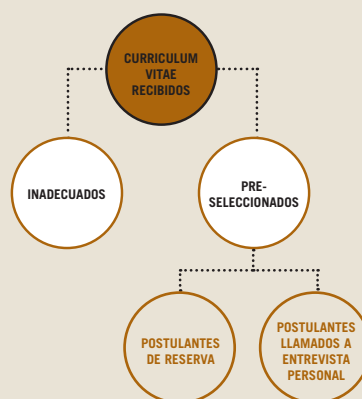 CURRICULUM
VITAE
RECIBIDOS
INADECUADOS
PRE-
SELECCIONADOS
POSTULANTES
DE RESERVA
POSTULANTES
LLAMADOS A
ENTREVISTA
PERSONAL